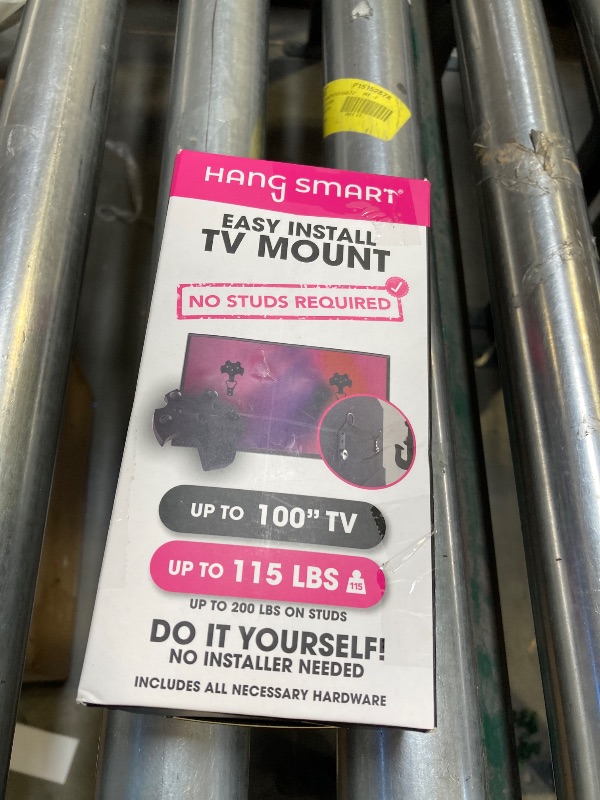 Hang Smart®
EASY INSTALL
TV MOUNT
NO STUDS REQUIRED
UP TO 100” TV
UP TO 115 LBS 115
UP TO 200 LBS ON STUDS
DO IT YOURSELF!
NO INSTALLER NEEDED
INCLUDES ALL NECESSARY HARDWARE